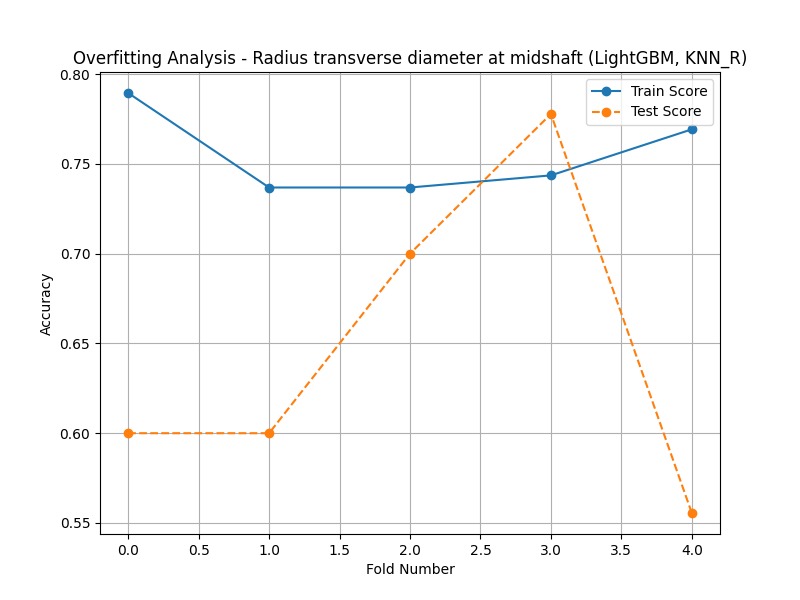 Overfitting Analysis - Radius transverse diameter at midshaft (LightGBM, KNN_R)
Train Score
Test Score
Accuracy
0.80
0.75
0.70
0.65
0.60
0.55
0.0 0.5 1.0 1.5 2.0 2.5 3.0 3.5 4.0
Fold Number